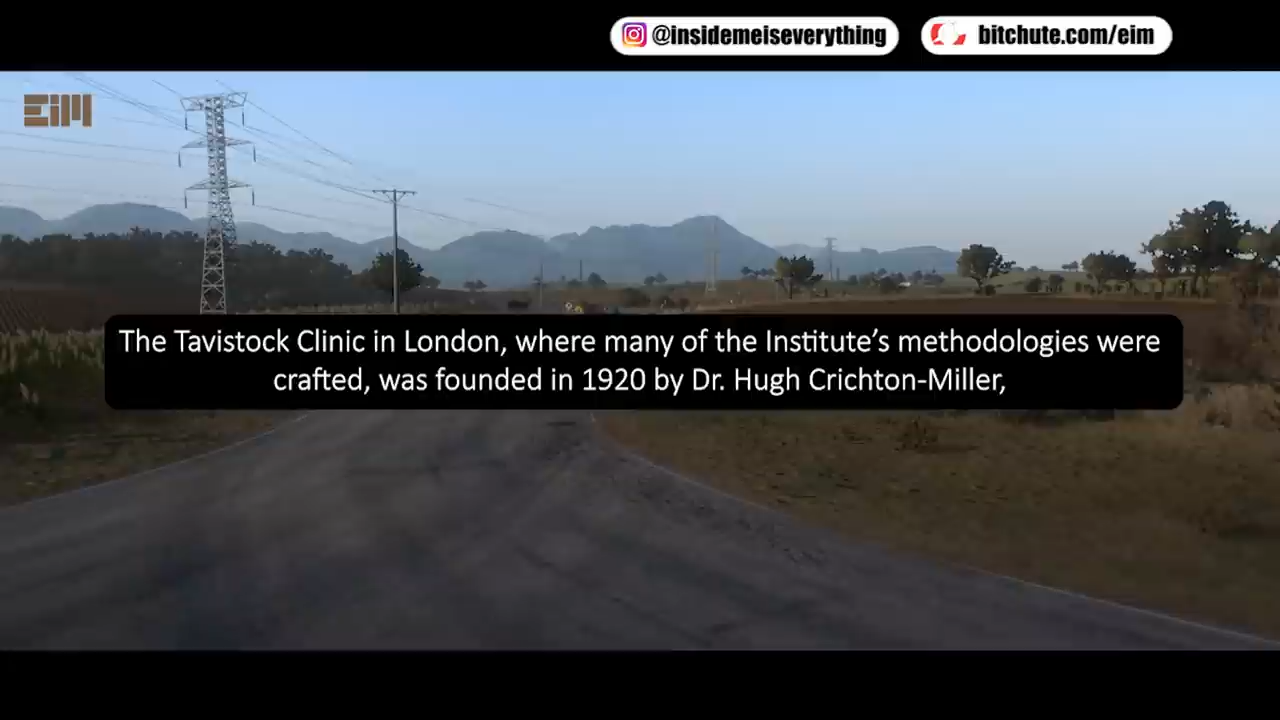 @insidemeiseverything
bitchute.com/eim
EiM
The Tavistock Clinic in London, where many of the Institute’s methodologies were
crafted, was founded in 1920 by Dr. Hugh Crichton-Miller,